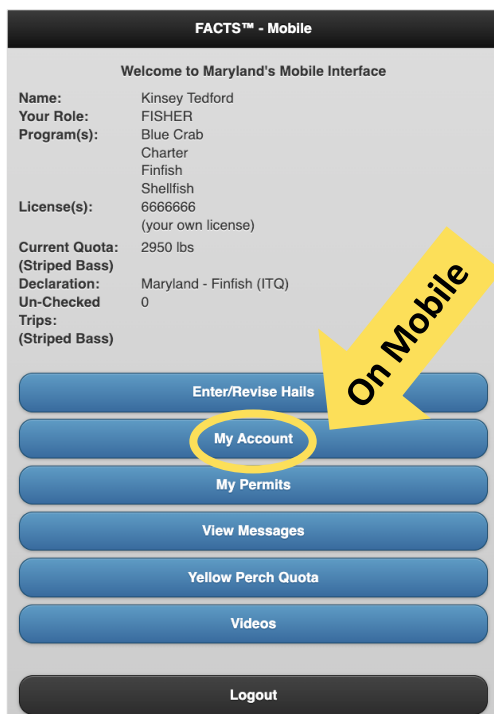 FACTS™ - Mobile
Welcome to Maryland's Mobile Interface
Name: Kinsey Tedford
Your Role: FISHER
Program(s): Blue Crab
Charter
Finfish
Shellfish
License(s): 6666666
(your own license)
Current Quota: 2950 lbs
(Striped Bass)
Declaration: Maryland - Finfish (ITQ)
Un-Checked 0
Trips:
(Striped Bass)
On Mobile
Enter/Revise Hails
My Account
My Permits
View Messages
Yellow Perch Quota
Videos
Logout